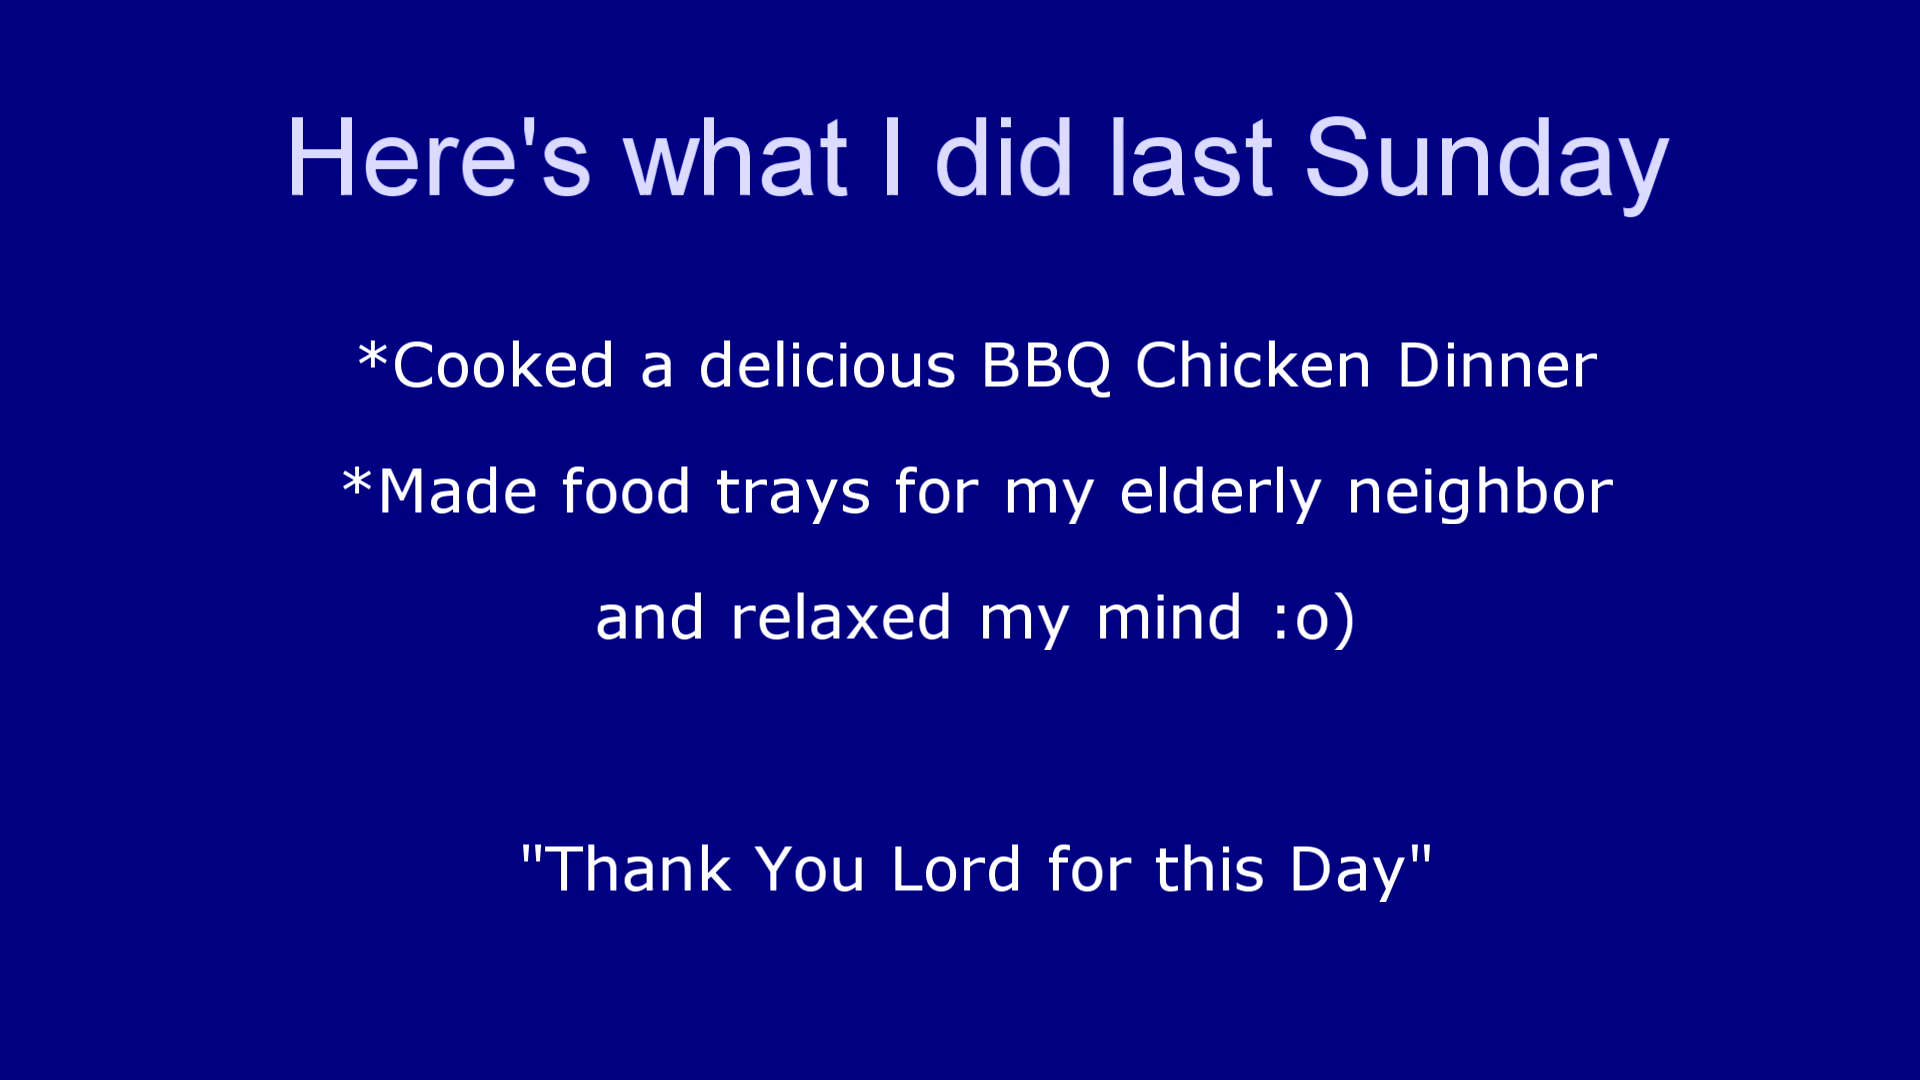 Here's what I did last Sunday
*Cooked a delicious BBQ Chicken Dinner
*Made food trays for my elderly neighbor
and relaxed my mind :o)
"Thank You Lord for this Day"